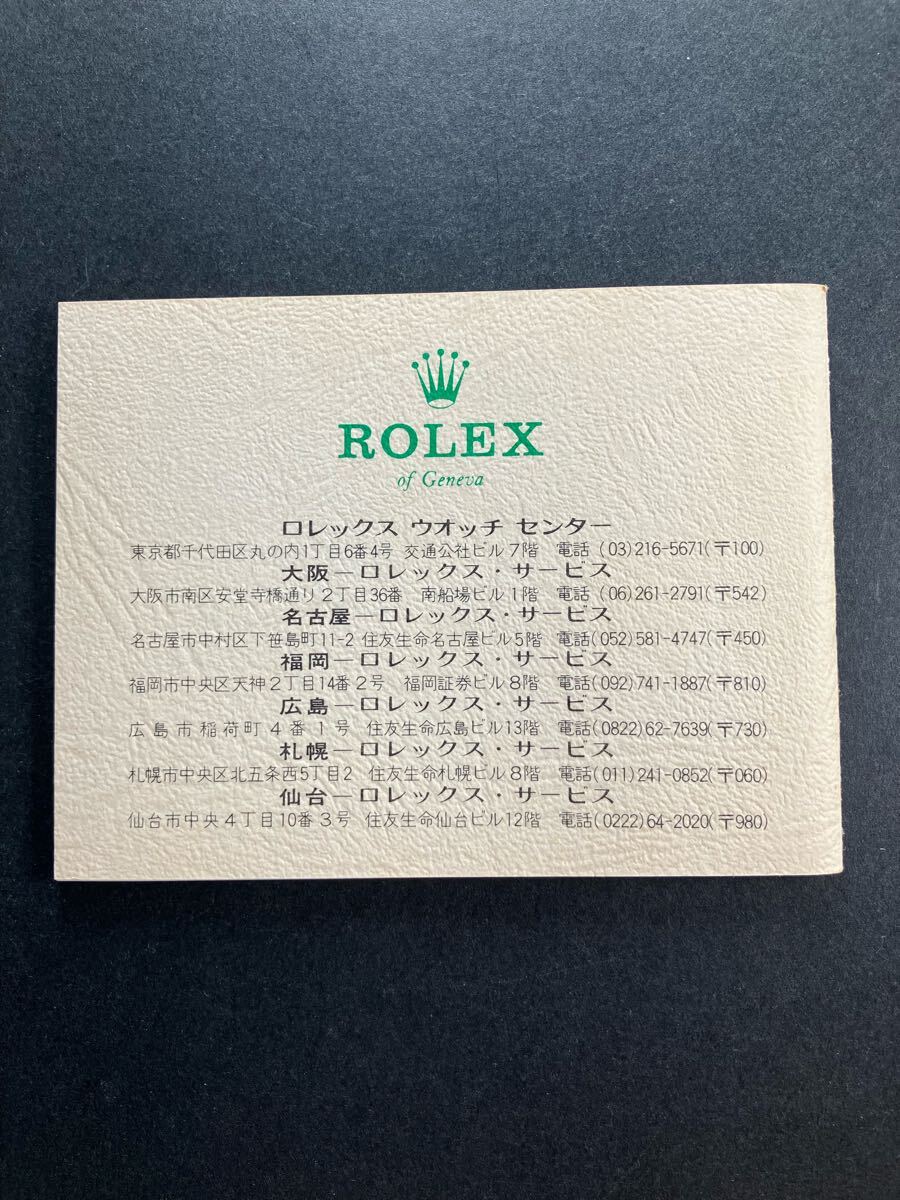 ROLEX
of Geneva
ロレックス ウオッチ センター
東京都千代田区丸の内1丁目6番4号 交通公社ビル7階 電話(03)216-5671(〒100)
大阪ーロレックス・サービス
大阪市南区安堂寺橋通り2丁目36番 南船場ビル1階 電話(06)261-2791(〒542)
名古屋ーロレックス・サービス
名古屋市中村区下笹島町11-2 住友生命名古屋ビル5階 電話(052)581-4747(〒450)
福岡ーロレックス・サービス
福岡市中央区天神2丁目14番2号 福岡証券ビル8階 電話(092)741-1887(〒810)
広島ーロレックス・サービス
広島市稲荷町4番1号 住友生命広島ビル13階 電話(0822)62-7639(〒730)
札幌ーロレックス・サービス
札幌市中央区北五条西5丁目2 住友生命札幌ビル8階 電話(011)241-0852(〒060)
仙台ーロレックス・サービス
仙台市中央4丁目10番3号 住友生命仙台ビル12階 電話(0222)64-2020(〒980)